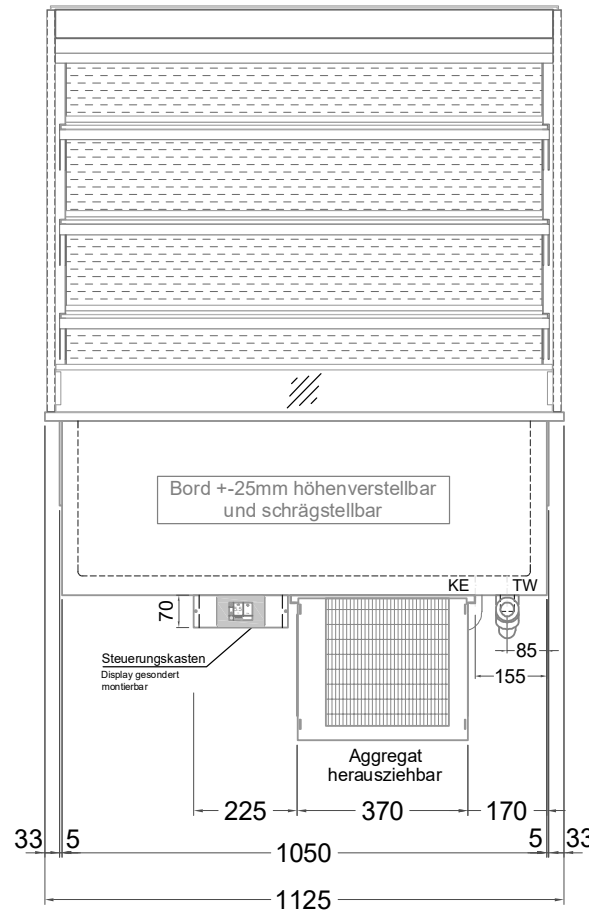 Bord +-25mm höhenverstellbar
und schrägstellbar
KE TW
70
85
155
Steuerungskasten
Display gesondert
montierbar
Aggregat
herausziehbar
225 370 170
33 5 1050 5 33
1125